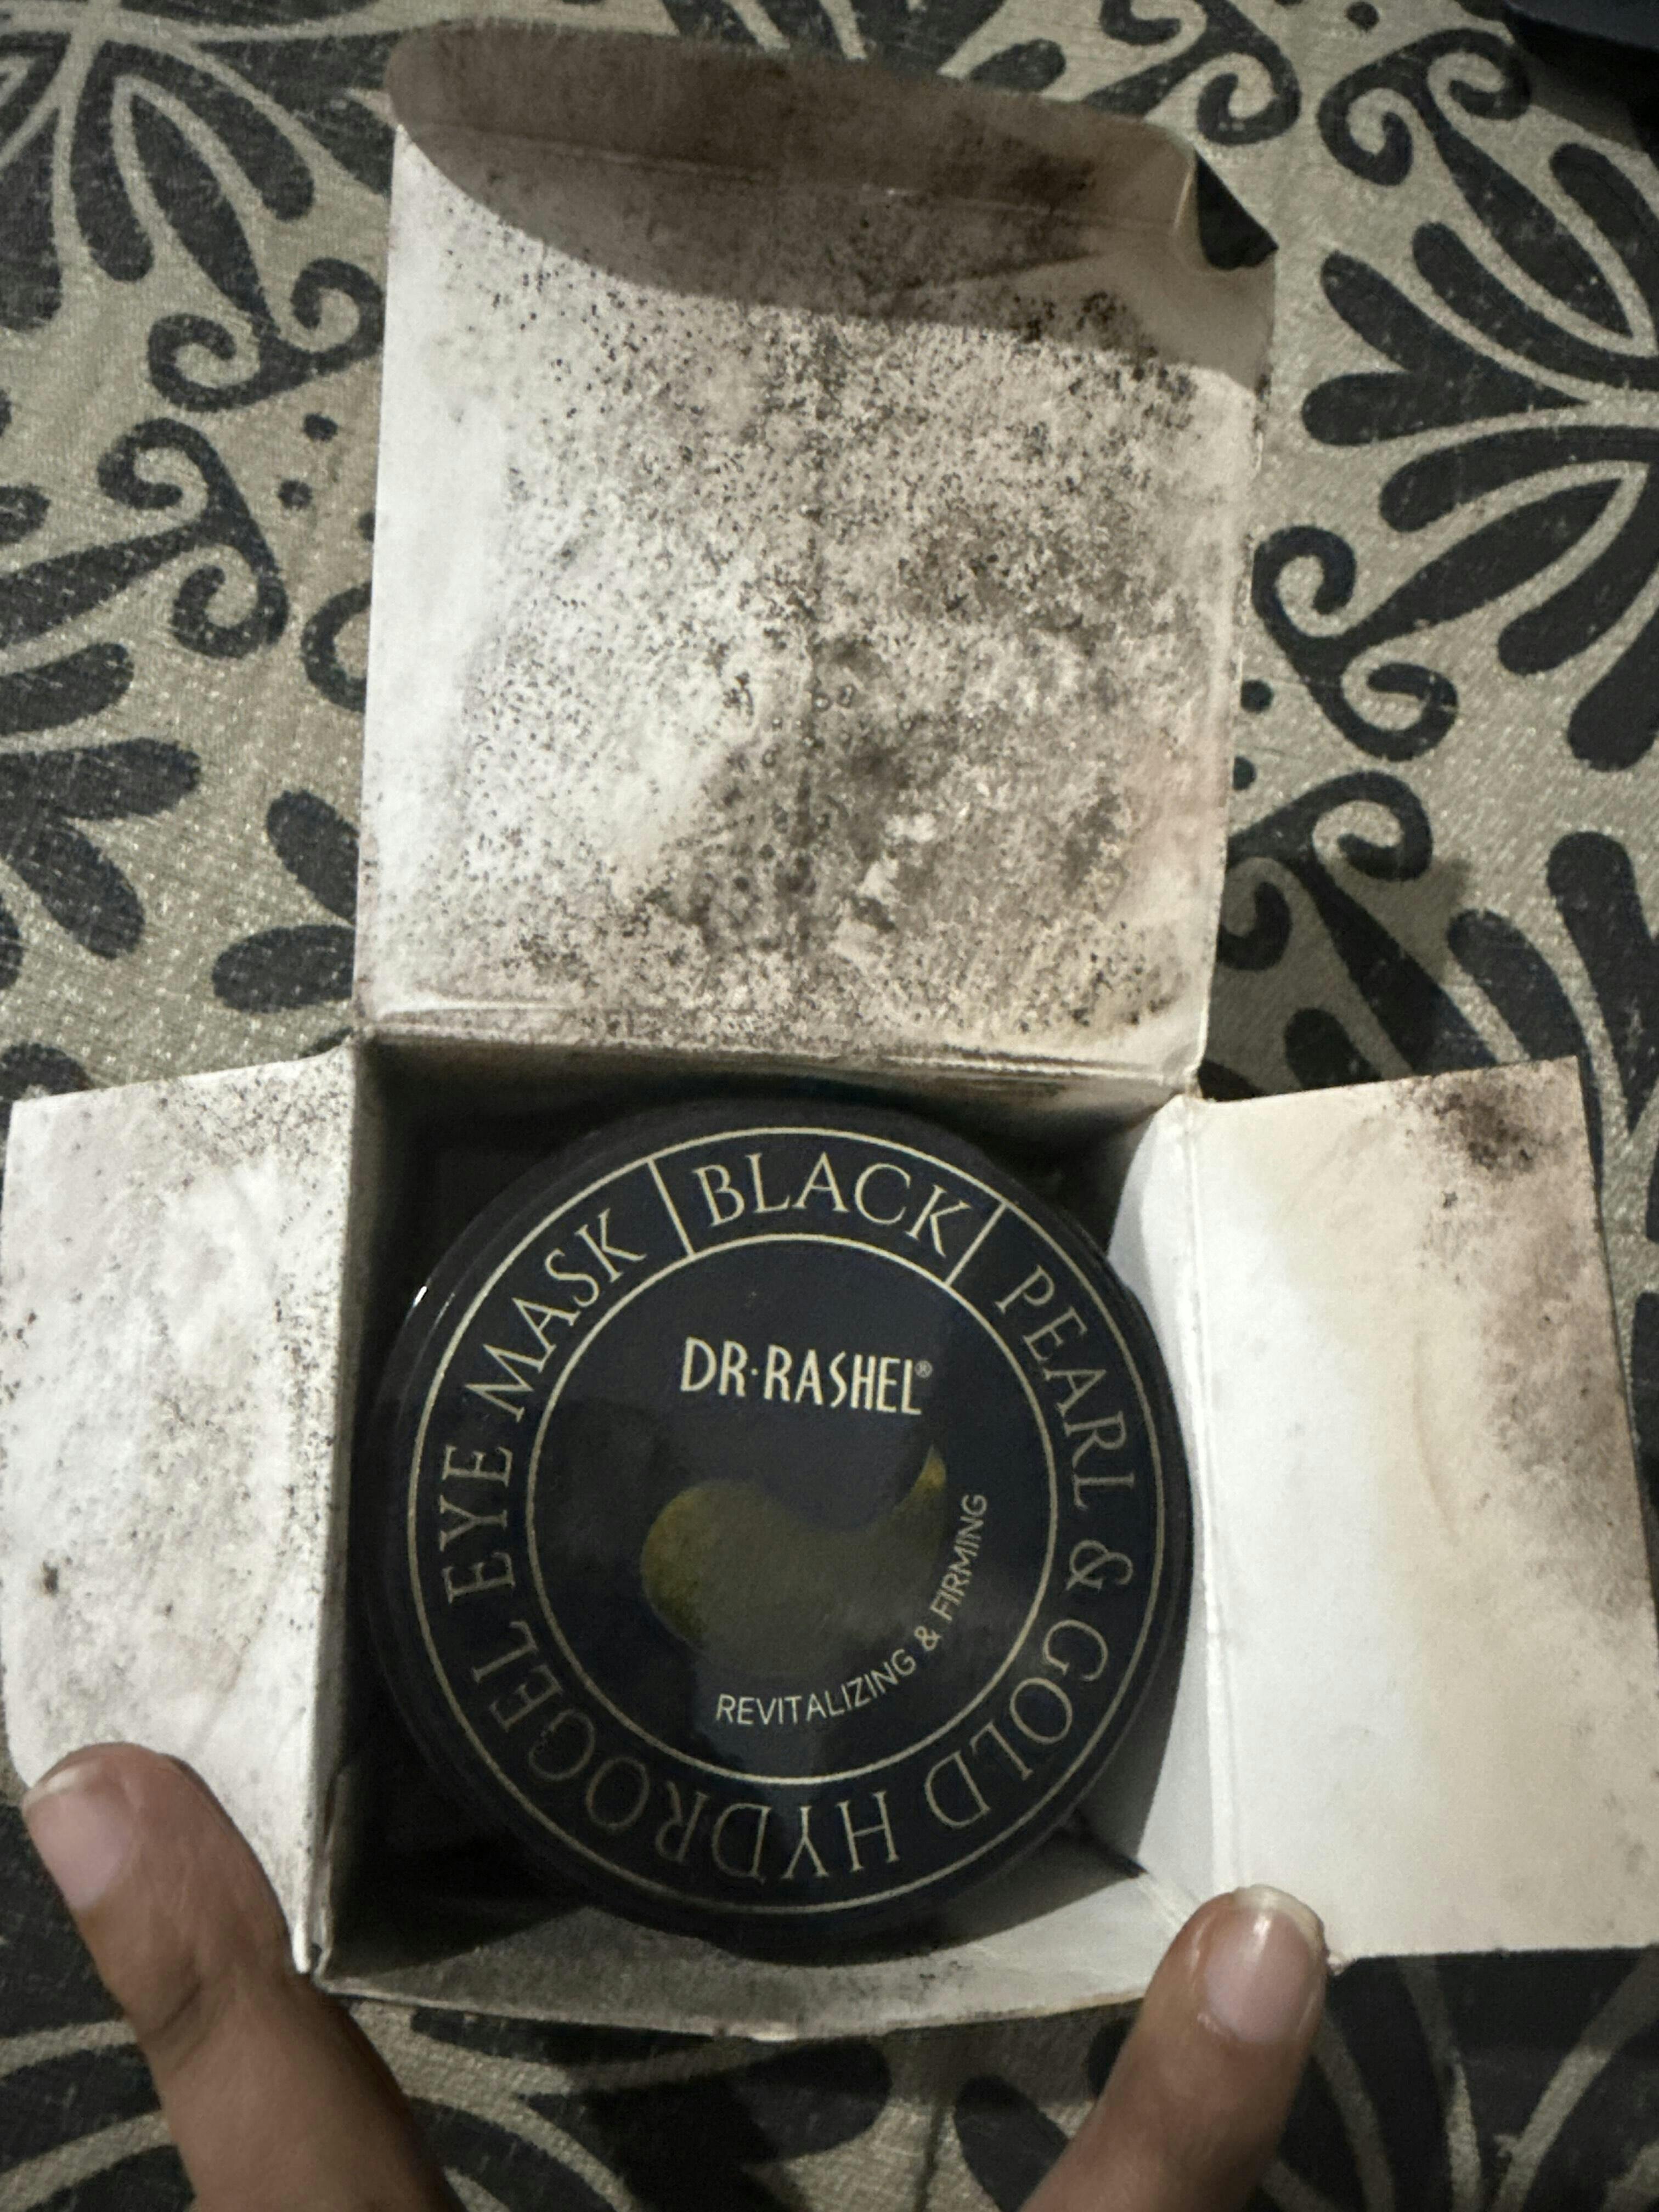 BLACK PEARL & GOLD HYDROGEL EYE MASK
DR·RASHEL®
REVITALIZING & FIRMING